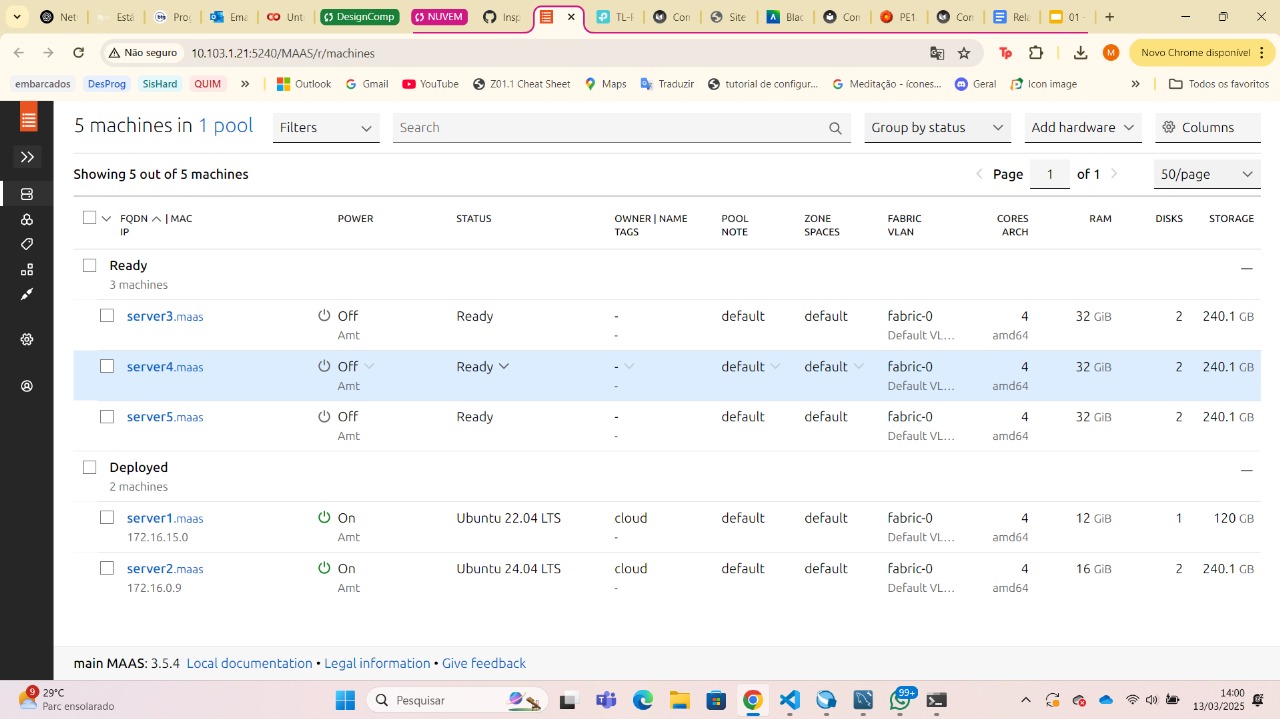 Net
Esta
Pro
Ema
Ulti
DesignComp
NUVEM
Insp
TL-R
Con
De
Blar
Con
PET
Con
Rel
01 -
Não seguro
10.103.1.21:5240/MAAS/r/machines
Novo Chrome disponível
embarcados
DesProg
SisHard
QUIM
Outlook
Gmail
YouTube
Z01.1 Cheat Sheet
Maps
Traduzir
tutorial de configur...
Meditação - ícones...
Geral
Icon image
Todos os favoritos
5 machines in 1 pool
Filters
Search
Group by status
Add hardware
Columns
Showing 5 out of 5 machines
Page 1 of 1
50/page
FQDN | MAC POWER STATUS OWNER | NAME POOL ZONE FABRIC CORES RAM DISKS STORAGE
IP TAGS NOTE SPACES VLAN ARCH
Ready
3 machines
server3.maas Off Ready - default default fabric-0 4 32 GiB 2 240.1 GB
Amt - Default VL... amd64
server4.maas Off Ready - default default fabric-0 4 32 GiB 2 240.1 GB
Amt - Default VL... amd64
server5.maas Off Ready - default default fabric-0 4 32 GiB 2 240.1 GB
Amt - Default VL... amd64
Deployed
2 machines
server1.maas On Ubuntu 22.04 LTS cloud default default fabric-0 4 12 GiB 1 120 GB
172.16.15.0 Amt - Default VL... amd64
server2.maas On Ubuntu 24.04 LTS cloud default default fabric-0 4 16 GiB 2 240.1 GB
172.16.0.9 Amt - Default VL... amd64
main MAAS: 3.5.4 Local documentation • Legal information • Give feedback
9
29°C
Parc ensolarado
Pesquisar
99+
14:00
13/03/2025